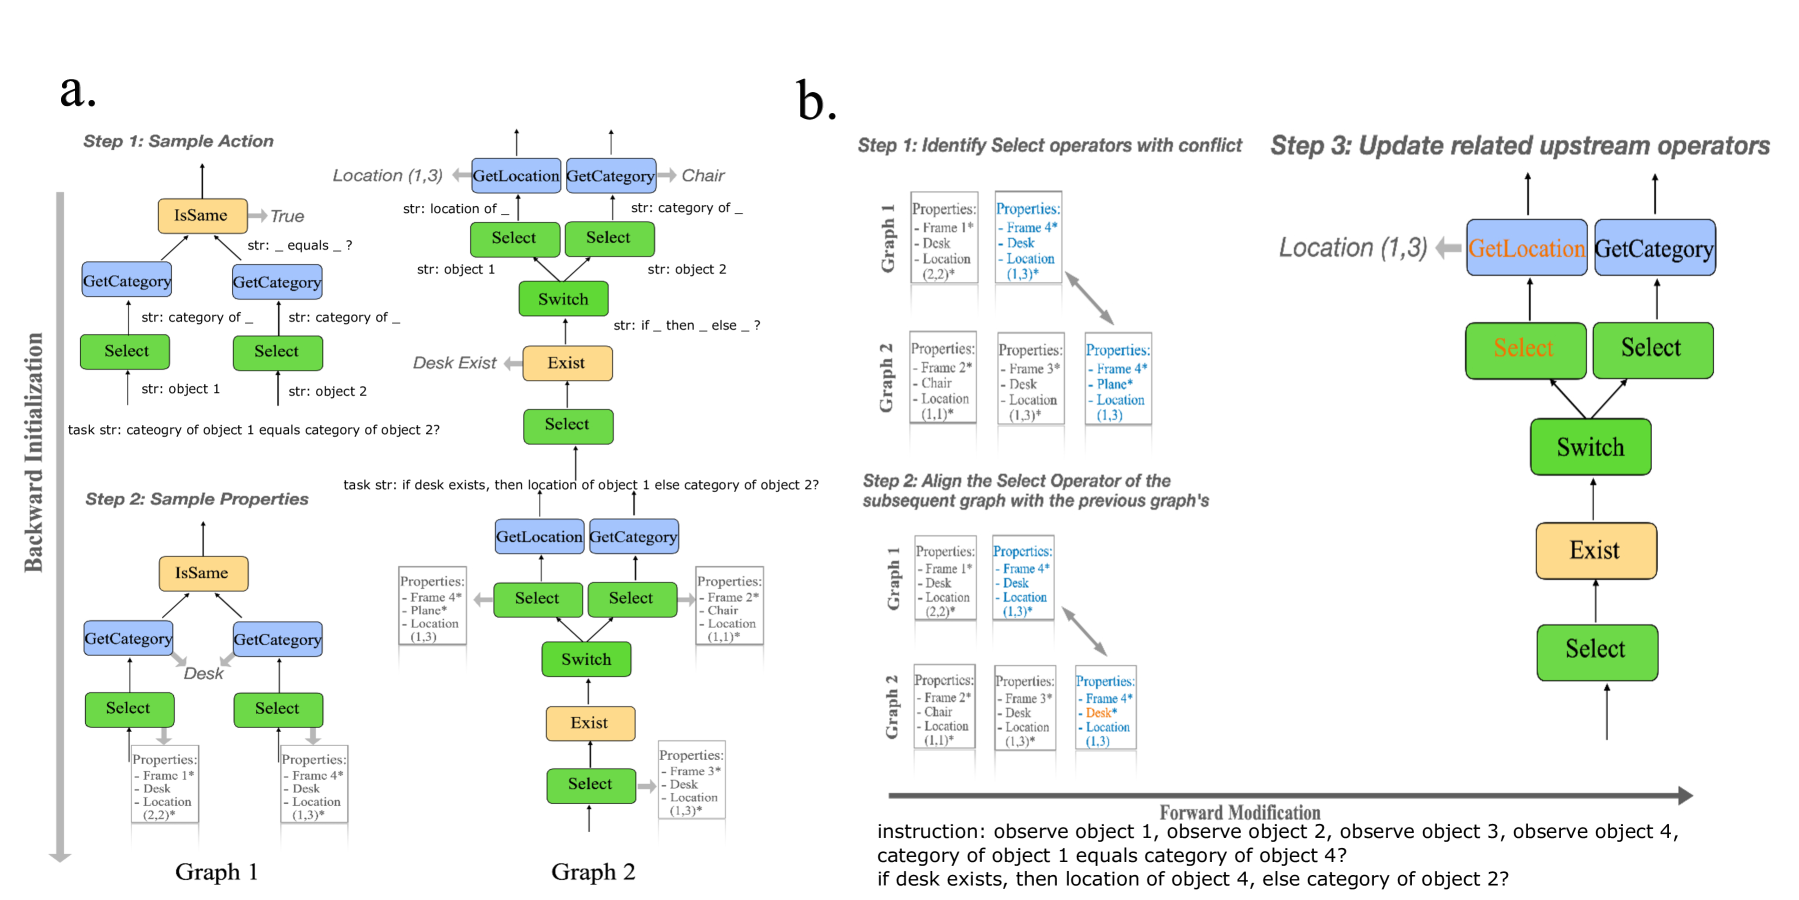 a.
Step 1: Sample Action
IsSame
True
str: _ equals _ ?
GetCategory
GetCategory
str: category of _
str: category of _
Select
Select
str: object 1
str: object 2
task str: cateogry of object 1 equals category of object 2?
Backward Initialization
Step 2: Sample Properties
IsSame
GetCategory
GetCategory
Desk
Select
Select
Properties:
- Frame 1*
- Desk
- Location
(2,2)*
Properties:
- Frame 4*
- Desk
- Location
(1,3)*
Graph 1
Location (1,3)
GetLocation
GetCategory
Chair
str: location of _
str: category of _
Select
Select
str: object 1
str: object 2
Switch
str: if _ then _ else _ ?
Desk Exist
Exist
Select
task str: if desk exists, then location of object 1 else category of object 2?
GetLocation
GetCategory
Properties:
- Frame 4*
- Plane*
- Location
(1,3)
Select
Select
Properties:
- Frame 2*
- Chair
- Location
(1,1)*
Switch
Exist
Select
Properties:
- Frame 3*
- Desk
- Location
(1,3)*
Graph 2
b.
Step 1: Identify Select operators with conflict
Graph 1
Properties:
- Frame 1*
- Desk
- Location
(2,2)*
Properties:
- Frame 4*
- Desk
- Location
(1,3)*
Graph 2
Properties:
- Frame 2*
- Chair
- Location
(1,1)*
Properties:
- Frame 3*
- Desk
- Location
(1,3)*
Properties:
- Frame 4*
- Plane*
- Location
(1,3)
Step 2: Align the Select Operator of the
subsequent graph with the previous graph's
Graph 1
Properties:
- Frame 1*
- Desk
- Location
(2,2)*
Properties:
- Frame 4*
- Desk
- Location
(1,3)*
Graph 2
Properties:
- Frame 2*
- Chair
- Location
(1,1)*
Properties:
- Frame 3*
- Desk
- Location
(1,3)*
Properties:
- Frame 4*
- Desk*
- Location
(1,3)
Step 3: Update related upstream operators
Location (1,3)
GetLocation
GetCategory
Select
Select
Switch
Exist
Select
Forward Modification
instruction: observe object 1, observe object 2, observe object 3, observe object 4,
category of object 1 equals category of object 4?
if desk exists, then location of object 4, else category of object 2?